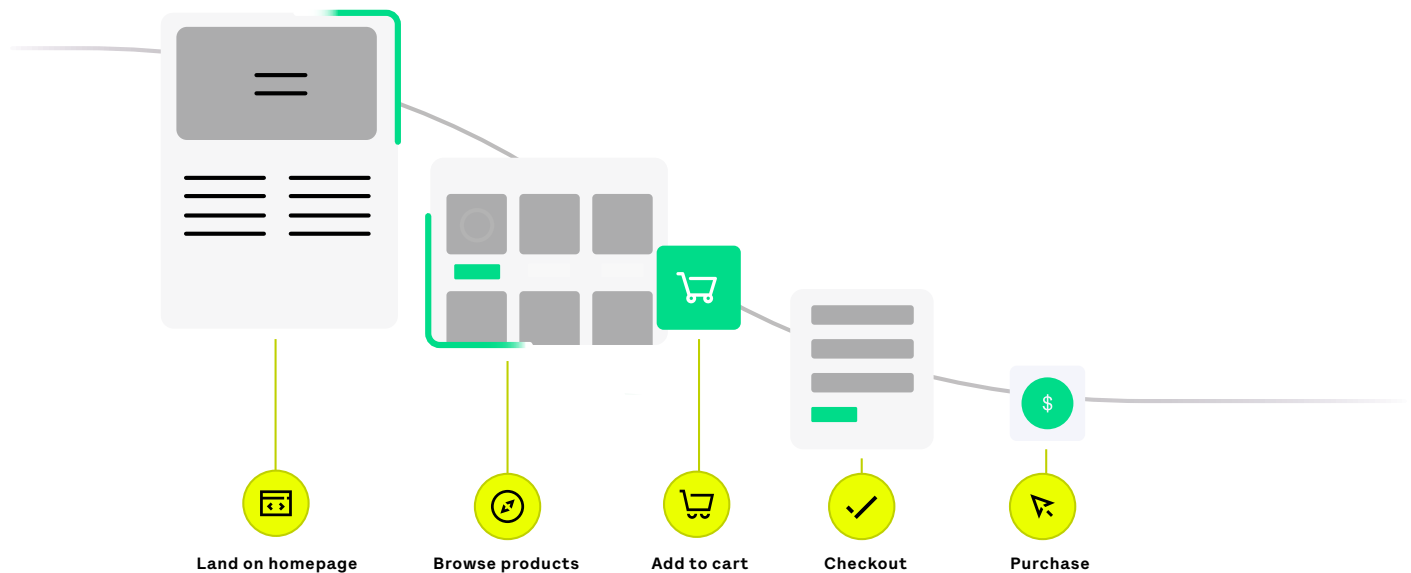 $
Land on homepage
Browse products
Add to cart
Checkout
Purchase